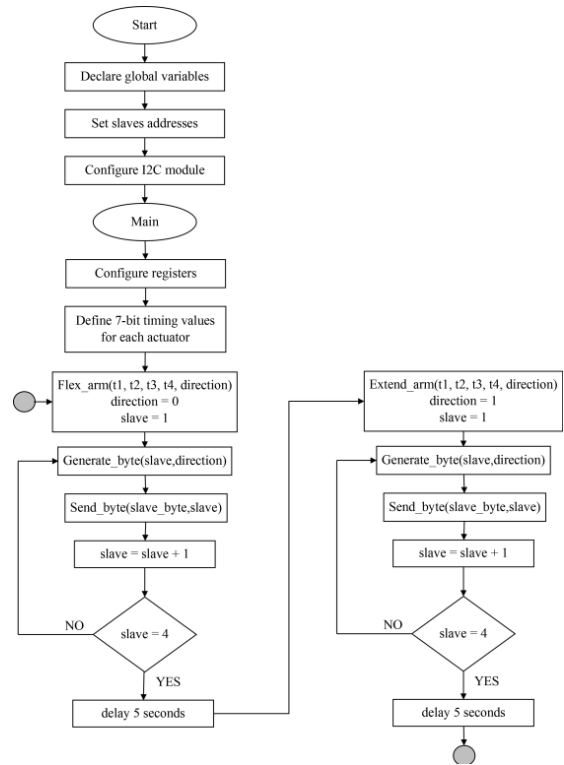 Start
Declare global variables
Set slaves addresses
Configure I2C module
Main
Configure registers
Define 7-bit timing values
for each actuator
Flex_arm(t1, t2, t3, t4, direction)
direction = 0
slave = 1
Generate_byte(slave,direction)
Send_byte(slave_byte,slave)
slave = slave + 1
NO
slave = 4
YES
delay 5 seconds
Extend_arm(t1, t2, t3, t4, direction)
direction = 1
slave = 1
Generate_byte(slave,direction)
Send_byte(slave_byte,slave)
slave = slave + 1
NO
slave = 4
YES
delay 5 seconds